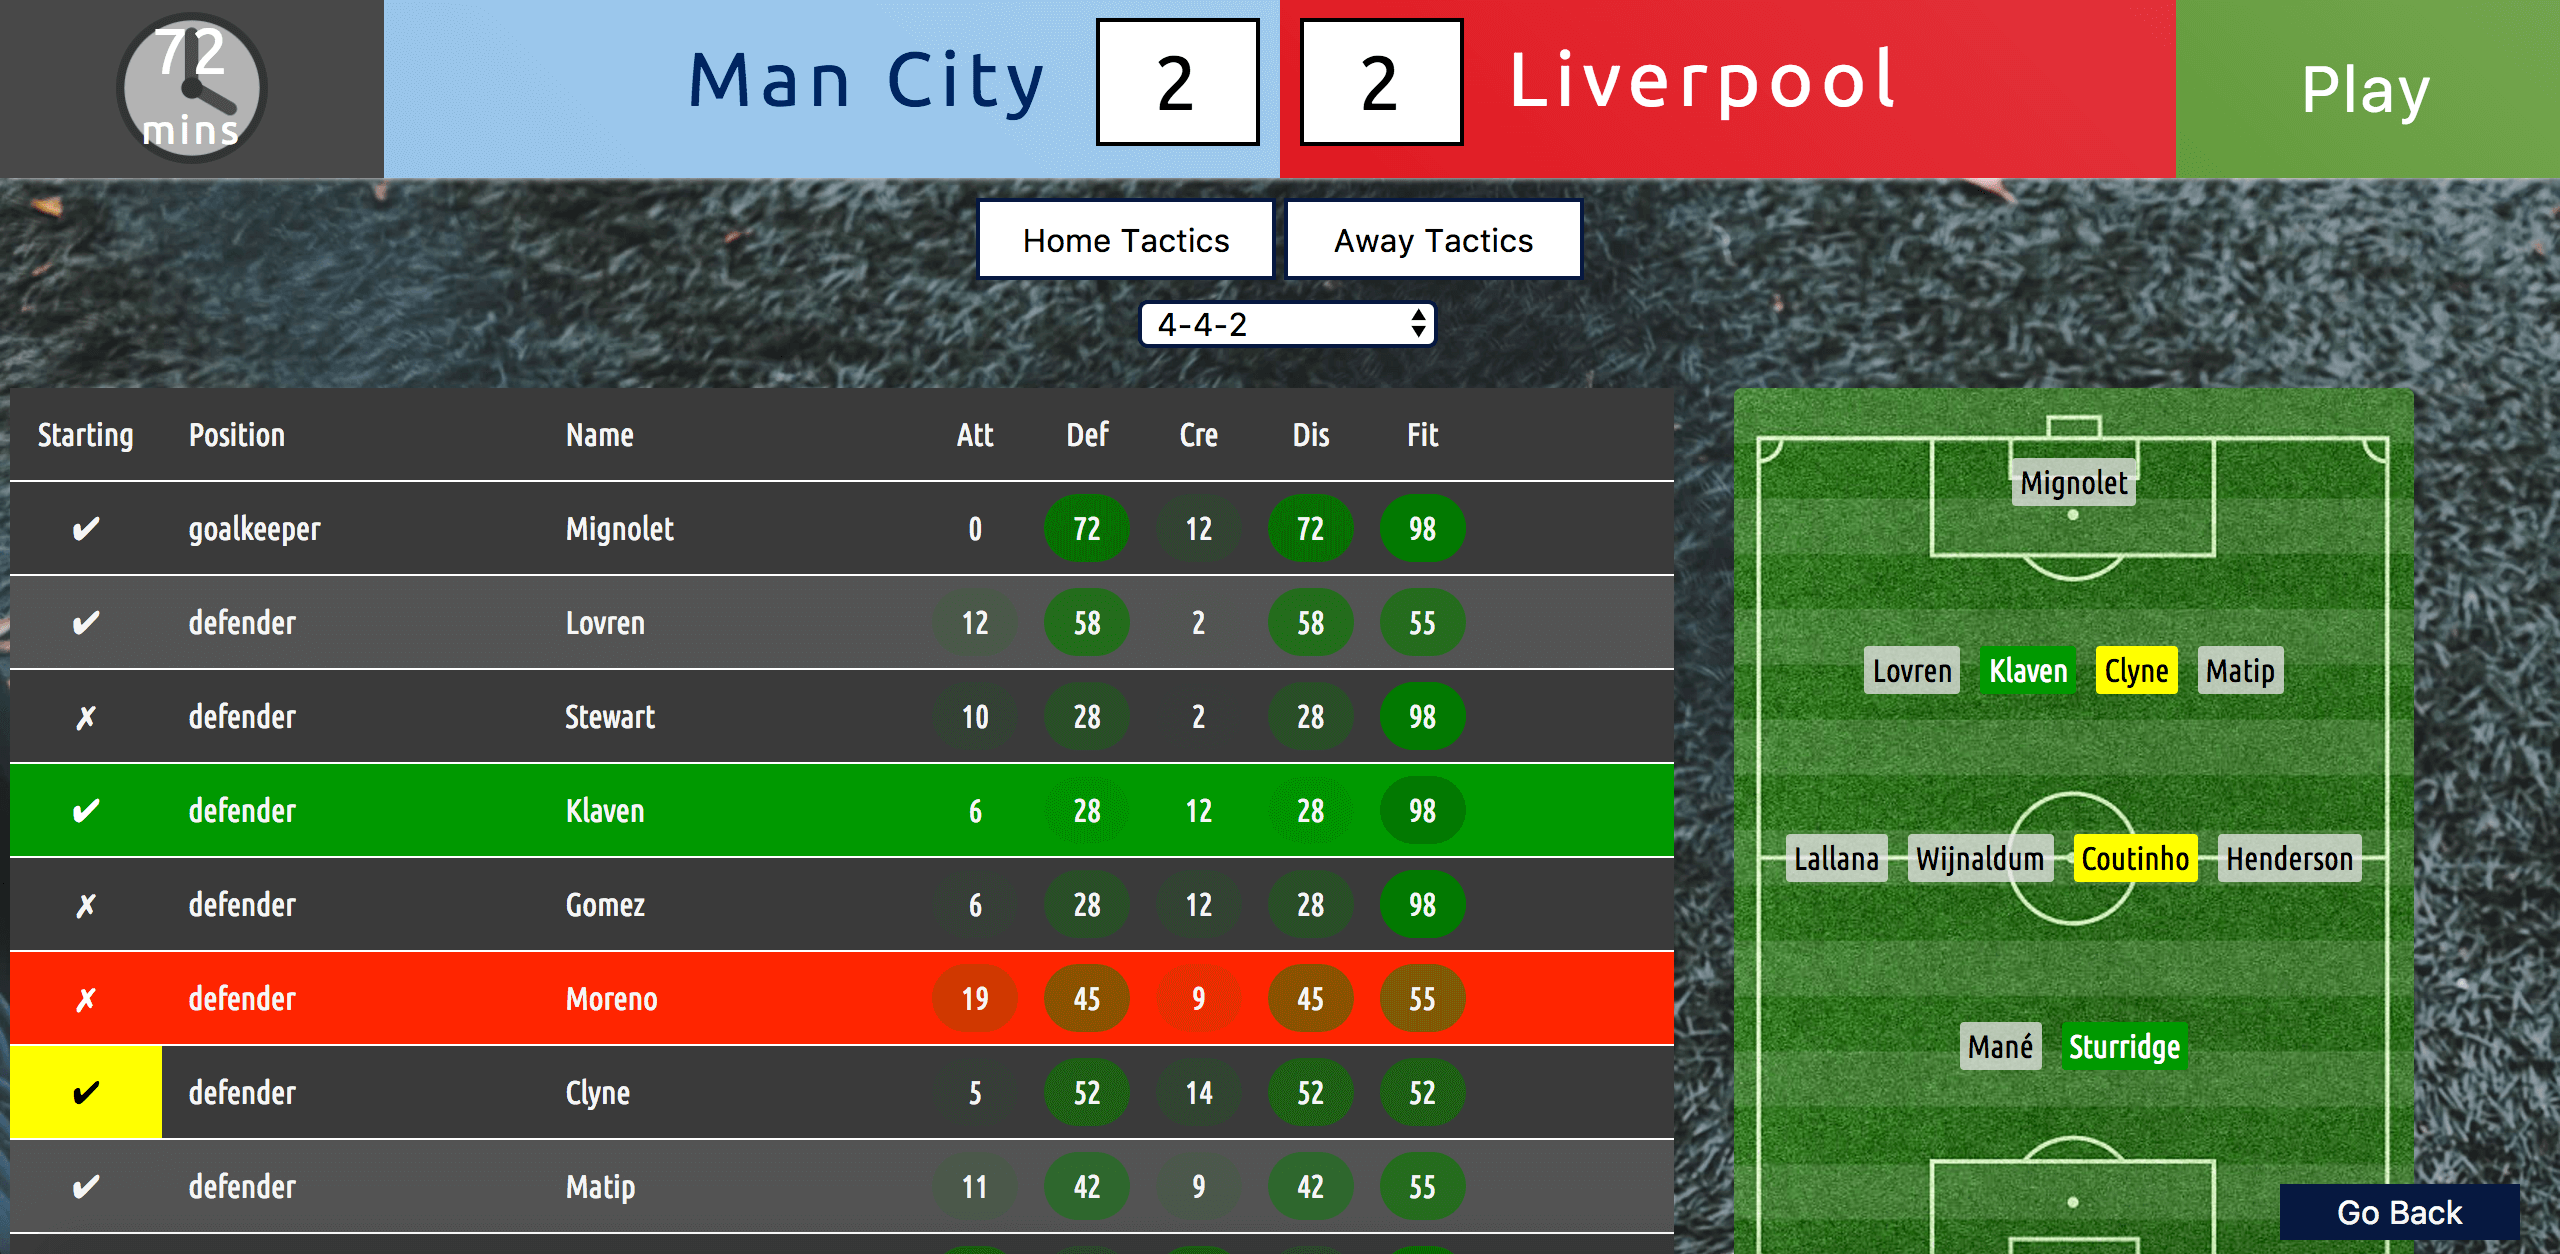 72
mins
Man City 2 2 Liverpool
Play
Home Tactics Away Tactics
4-4-2
Starting Position Name Att Def Cre Dis Fit
✔ goalkeeper Mignolet 0 72 12 72 98
✔ defender Lovren 12 58 2 58 55
✗ defender Stewart 10 28 2 28 98
✔ defender Klaven 6 28 12 28 98
✗ defender Gomez 6 28 12 28 98
✗ defender Moreno 19 45 9 45 55
✔ defender Clyne 5 52 14 52 52
✔ defender Matip 11 42 9 42 55
Mignolet
Lovren Klaven Clyne Matip
Lallana Wijnaldum Coutinho Henderson
Mané Sturridge
Go Back